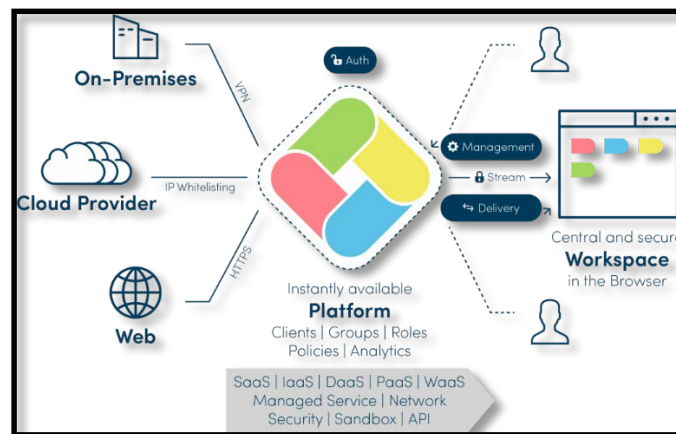 On-Premises
VPN
Cloud Provider
IP Whitelisting
Web
HTTPS
Auth
Instantly available
Platform
Clients | Groups | Roles
Policies | Analytics
SaaS | IaaS | DaaS | PaaS | WaaS
Managed Service | Network
Security | Sandbox | API
Management
Stream
Delivery
Central and secure
Workspace
in the Browser